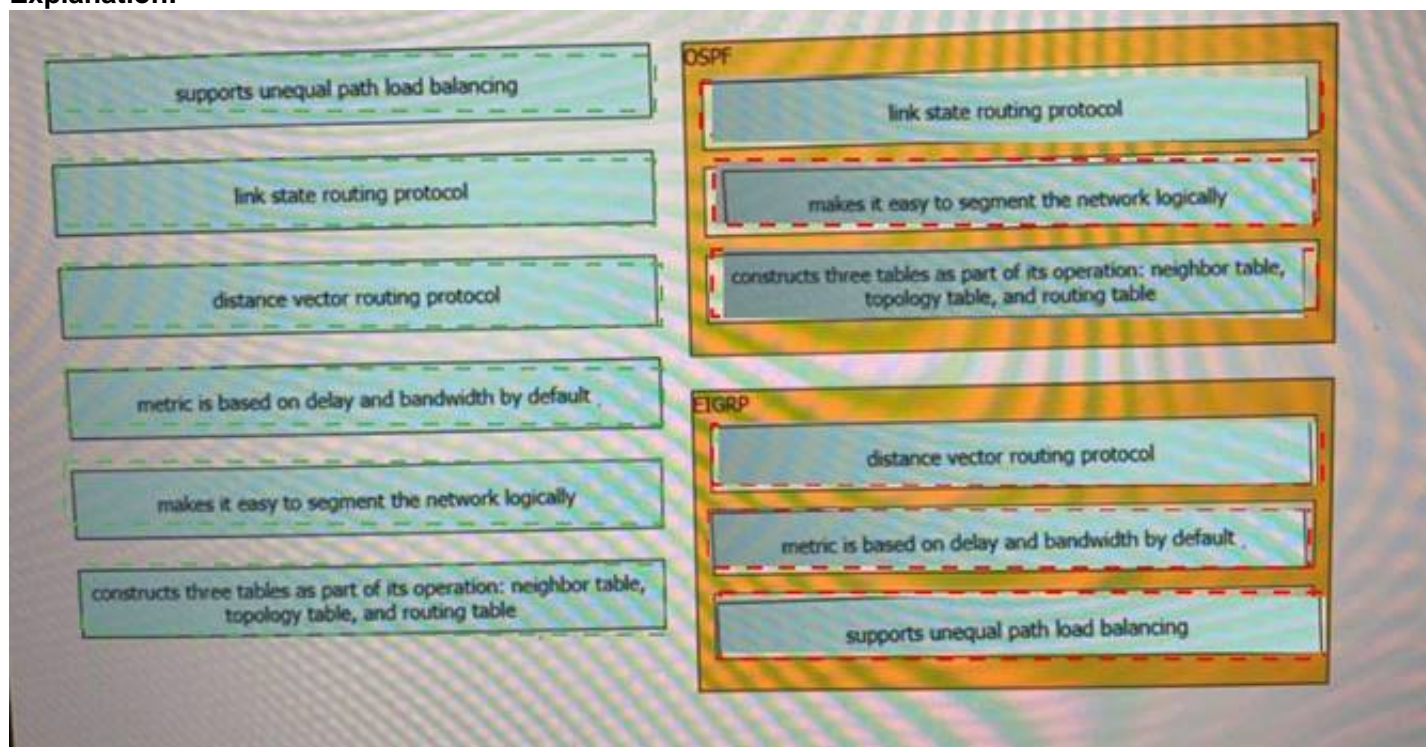 Explanation:
supports unequal path load balancing
link state routing protocol
distance vector routing protocol
metric is based on delay and bandwidth by default
makes it easy to segment the network logically
constructs three tables as part of its operation: neighbor table,
topology table, and routing table
OSPF
link state routing protocol
makes it easy to segment the network logically
constructs three tables as part of its operation: neighbor table,
topology table, and routing table
EIGRP
distance vector routing protocol
metric is based on delay and bandwidth by default
supports unequal path load balancing